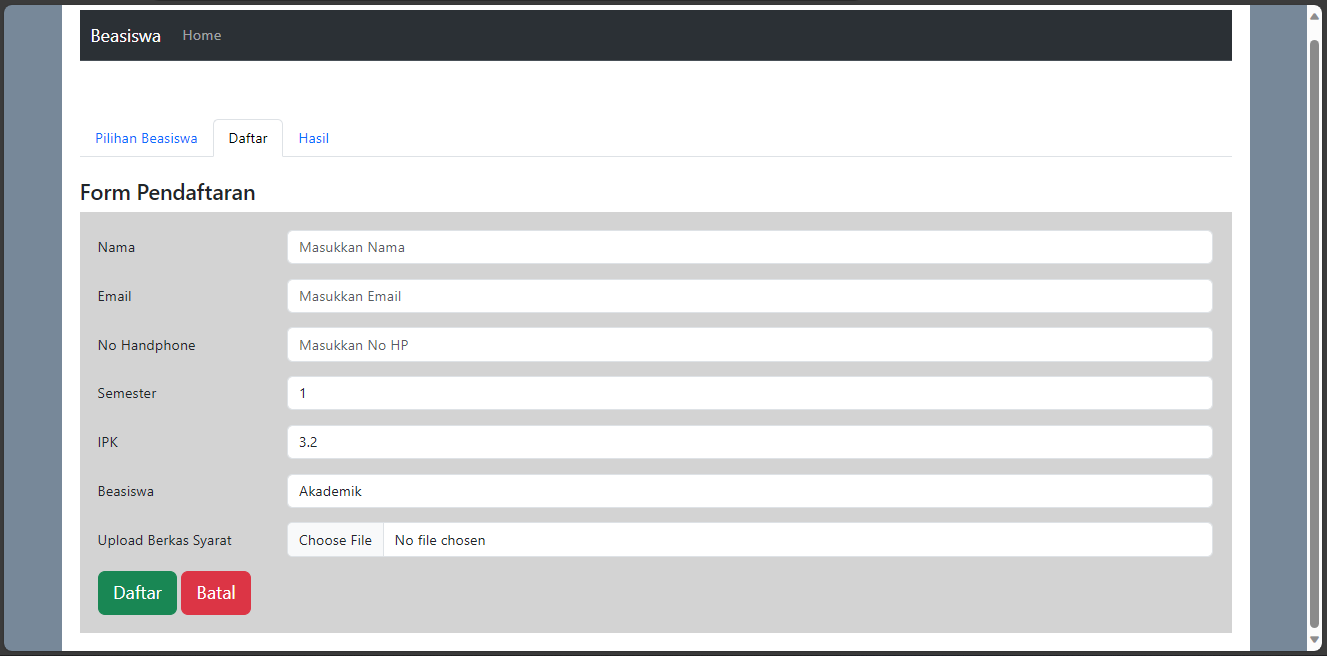 Beasiswa Home
Pilihan Beasiswa Daftar Hasil
Form Pendaftaran
Nama Masukkan Nama
Email Masukkan Email
No Handphone Masukkan No HP
Semester 1
IPK 3.2
Beasiswa Akademik
Upload Berkas Syarat Choose File No file chosen
Daftar Batal